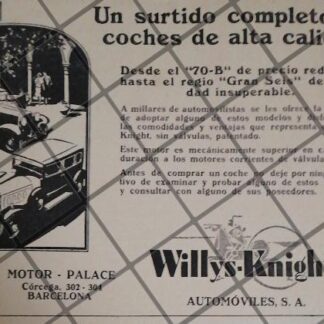 Un surtido completo
coches de alta cali
Desde el "70-B" de precio red
hasta el regio "Gran Seis" de
dad insuperable.
A millares de automovilistas se les ofrece la
de adoptar alguno de estos modelos y disf
las comodidades y ventajas que representa
Knight, sin válvulas, patentado.
Este motor es mecánicamente superior en c
duración a los motores corrientes de válvula
Antes de comprar un coche no deje por ning
tivo de examinar y probar alguno de estos
y consultar con alguno de sus poseedores.
MOTOR - PALACE
Córcega, 302 - 304
BARCELONA
Willys-Knigh
AUTOMÓVILES, S. A.